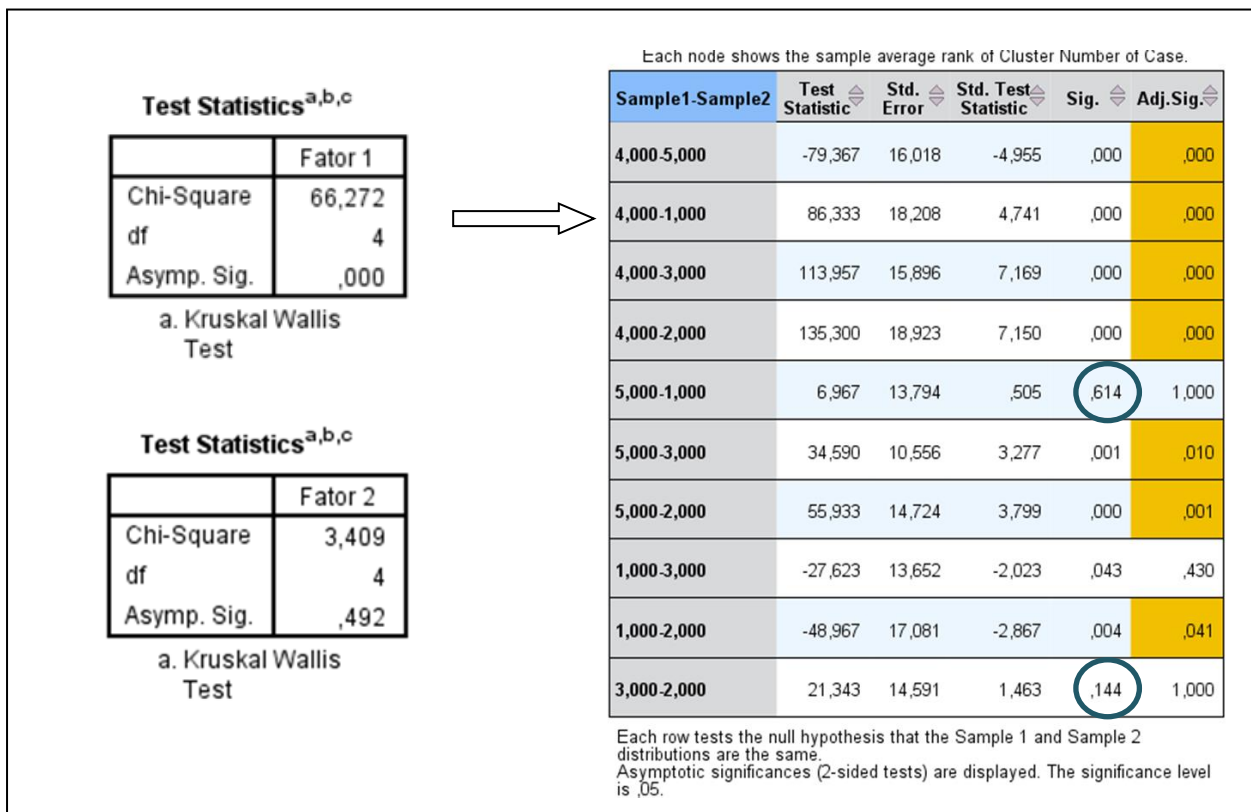 Test Statisticsa,b,c
Fator 1
Chi-Square 66,272
df 4
Asymp. Sig. ,000
a. Kruskal Wallis
Test
Test Statisticsa,b,c
Fator 2
Chi-Square 3,409
df 4
Asymp. Sig. ,492
a. Kruskal Wallis
Test
Each node shows the sample average rank of Cluster Number of Case.
Sample1-Sample2 Test Statistic Std. Error Std. Test Statistic Sig. Adj.Sig.
4,000-5,000 -79,367 16,018 -4,955 ,000 ,000
4,000-1,000 86,333 18,208 4,741 ,000 ,000
4,000-3,000 113,957 15,896 7,169 ,000 ,000
4,000-2,000 135,300 18,923 7,150 ,000 ,000
5,000-1,000 6,967 13,794 ,505 ,614 1,000
5,000-3,000 34,590 10,556 3,277 ,001 ,010
5,000-2,000 55,933 14,724 3,799 ,000 ,001
1,000-3,000 -27,623 13,652 -2,023 ,043 ,430
1,000-2,000 -48,967 17,081 -2,867 ,004 ,041
3,000-2,000 21,343 14,591 1,463 ,144 1,000
Each row tests the null hypothesis that the Sample 1 and Sample 2
distributions are the same.
Asymptotic significances (2-sided tests) are displayed. The significance level
is ,05.